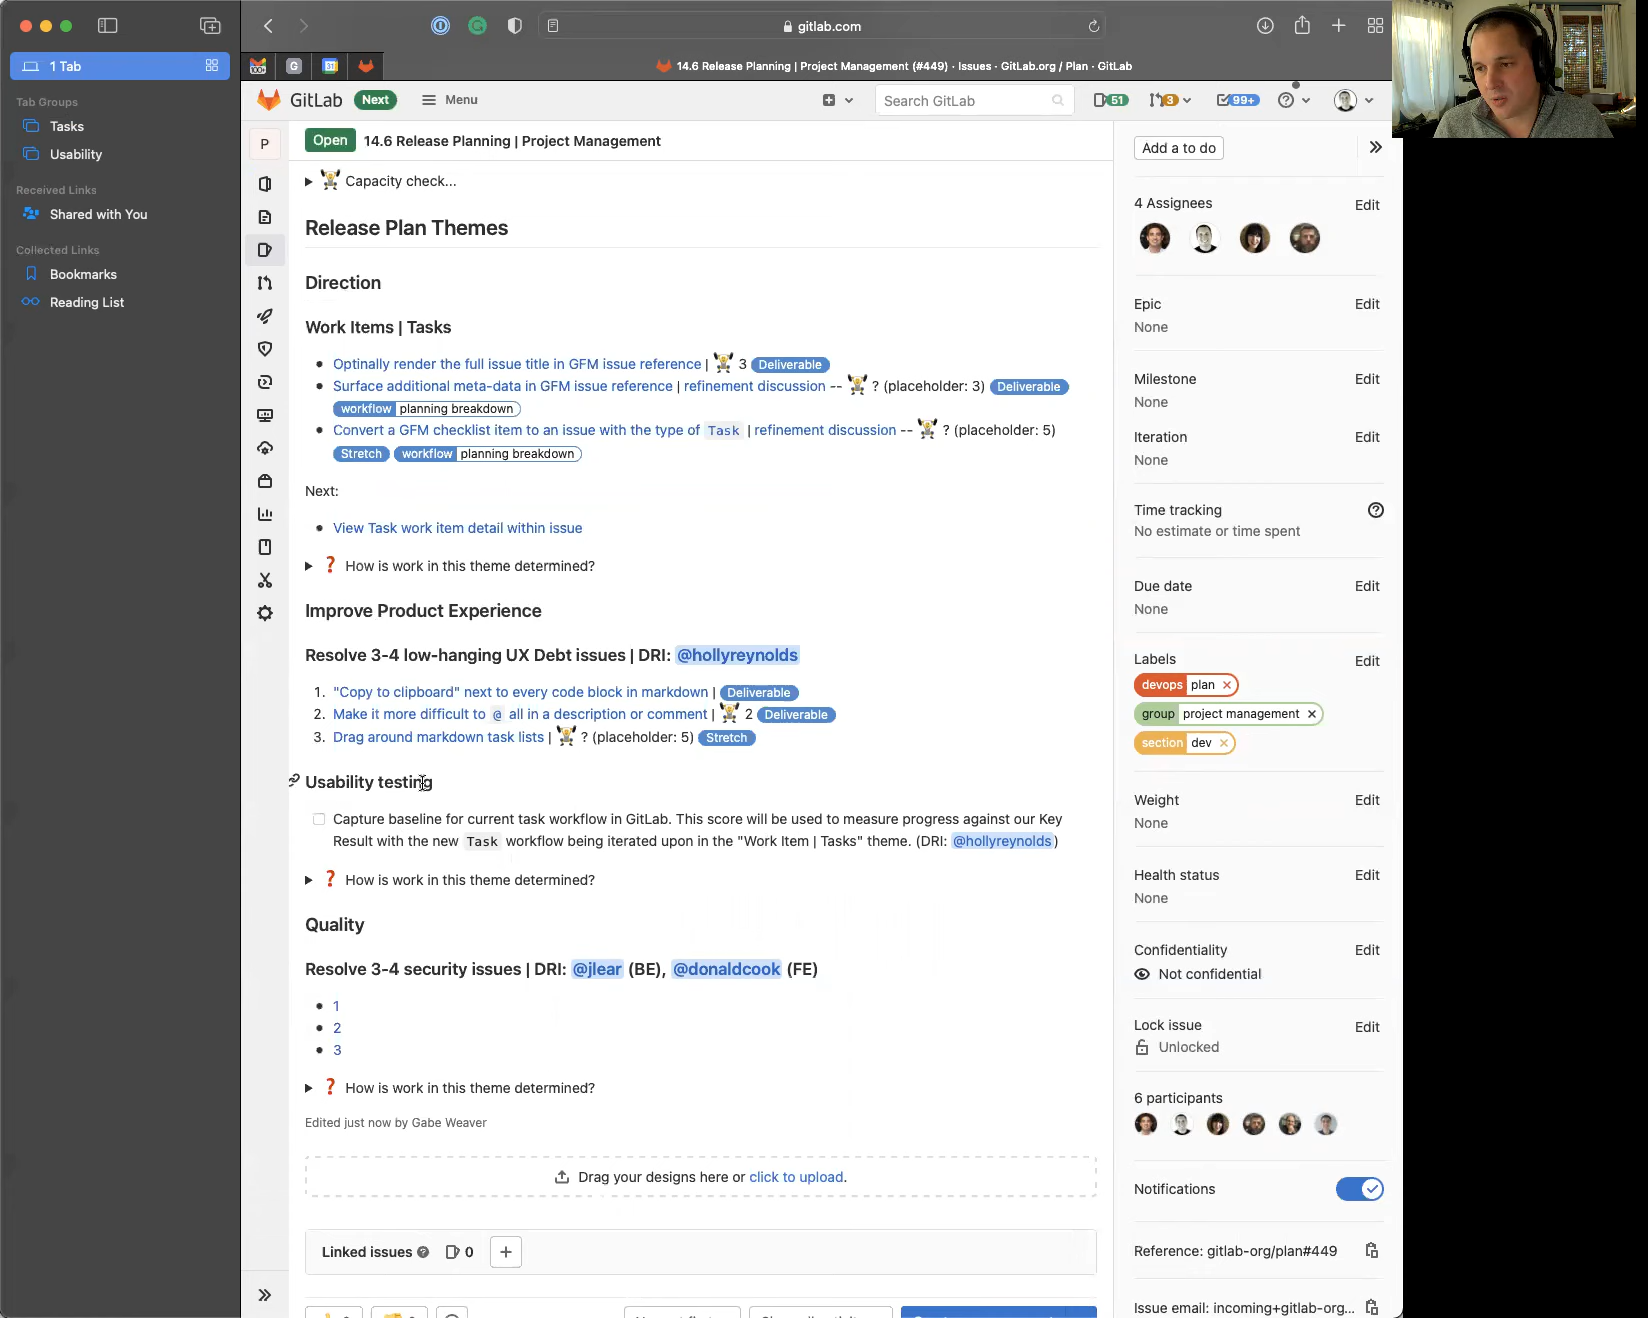 gitlab.com
1 Tab
14.6 Release Planning | Project Management (#449) · Issues · GitLab.org / Plan · GitLab
Tab Groups
Tasks
Usability
Received Links
Shared with You
Collected Links
Bookmarks
Reading List
GitLab Next Menu
Search GitLab
51 3 99+
P
Open 14.6 Release Planning | Project Management
Capacity check...
Release Plan Themes
Direction
Work Items | Tasks
Optinally render the full issue title in GFM issue reference | 3 Deliverable
Surface additional meta-data in GFM issue reference | refinement discussion -- ? (placeholder: 3) Deliverable
workflow planning breakdown
Convert a GFM checklist item to an issue with the type of Task | refinement discussion -- ? (placeholder: 5)
Stretch workflow planning breakdown
Next:
View Task work item detail within issue
How is work in this theme determined?
Improve Product Experience
Resolve 3-4 low-hanging UX Debt issues | DRI: @hollyreynolds
1. "Copy to clipboard" next to every code block in markdown | Deliverable
2. Make it more difficult to @ all in a description or comment | 2 Deliverable
3. Drag around markdown task lists | ? (placeholder: 5) Stretch
Usability testing
Capture baseline for current task workflow in GitLab. This score will be used to measure progress against our Key
Result with the new Task workflow being iterated upon in the "Work Item | Tasks" theme. (DRI: @hollyreynolds)
How is work in this theme determined?
Quality
Resolve 3-4 security issues | DRI: @jlear (BE), @donaldcook (FE)
1
2
3
How is work in this theme determined?
Edited just now by Gabe Weaver
Drag your designs here or click to upload.
Linked issues 0
Add a to do
4 Assignees Edit
Epic Edit
None
Milestone Edit
None
Iteration Edit
None
Time tracking
No estimate or time spent
Due date Edit
None
Labels Edit
devops plan
group project management
section dev
Weight Edit
None
Health status Edit
None
Confidentiality Edit
Not confidential
Lock issue Edit
Unlocked
6 participants
Notifications
Reference: gitlab-org/plan#449
Issue email: incoming+gitlab-org...